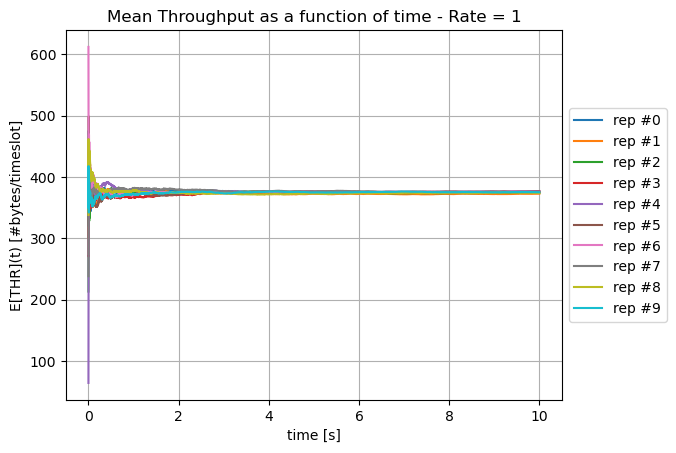 Mean Throughput as a function of time - Rate = 1
E[THR](t) [#bytes/timeslot]
600
500
400
300
200
100
0
2
4
6
8
10
time [s]
rep #0
rep #1
rep #2
rep #3
rep #4
rep #5
rep #6
rep #7
rep #8
rep #9